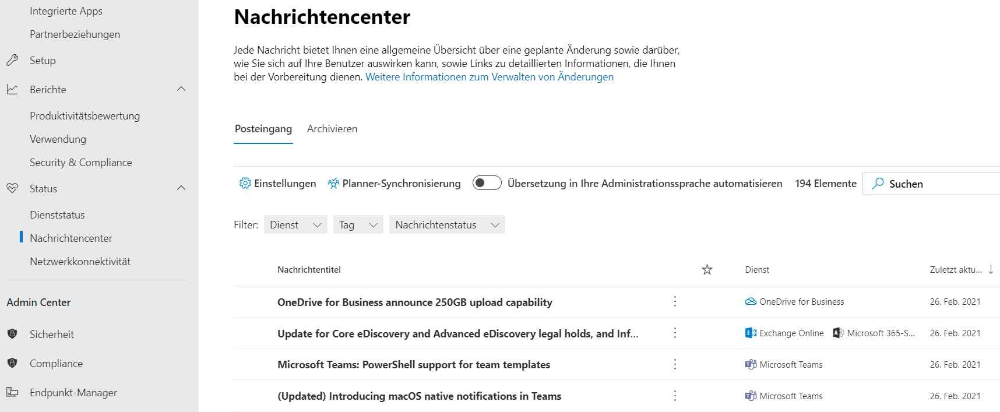 Integrierte Apps
Partnerbeziehungen
Setup
Berichte
Produktivitätsbewertung
Verwendung
Security & Compliance
Status
Dienststatus
Nachrichtencenter
Netzwerkkonnektivität
Admin Center
Sicherheit
Compliance
Endpunkt-Manager
Nachrichtencenter
Jede Nachricht bietet Ihnen eine allgemeine Übersicht über eine geplante Änderung sowie darüber,
wie Sie sich auf Ihre Benutzer auswirken kann, sowie Links zu detaillierten Informationen, die Ihnen
bei der Vorbereitung dienen. Weitere Informationen zum Verwalten von Änderungen
Posteingang Archivieren
Einstellungen Planner-Synchronisierung Übersetzung in Ihre Administrationssprache automatisieren 194 Elemente Suchen
Filter: Dienst Tag Nachrichtenstatus
Nachrichtentitel Dienst Zuletzt aktu...
OneDrive for Business announce 250GB upload capability OneDrive for Business 26. Feb. 2021
Update for Core eDiscovery and Advanced eDiscovery legal holds, and Inf... Exchange Online Microsoft 365-S... 26. Feb. 2021
Microsoft Teams: PowerShell support for team templates Microsoft Teams 26. Feb. 2021
(Updated) Introducing macOS native notifications in Teams Microsoft Teams 26. Feb. 2021